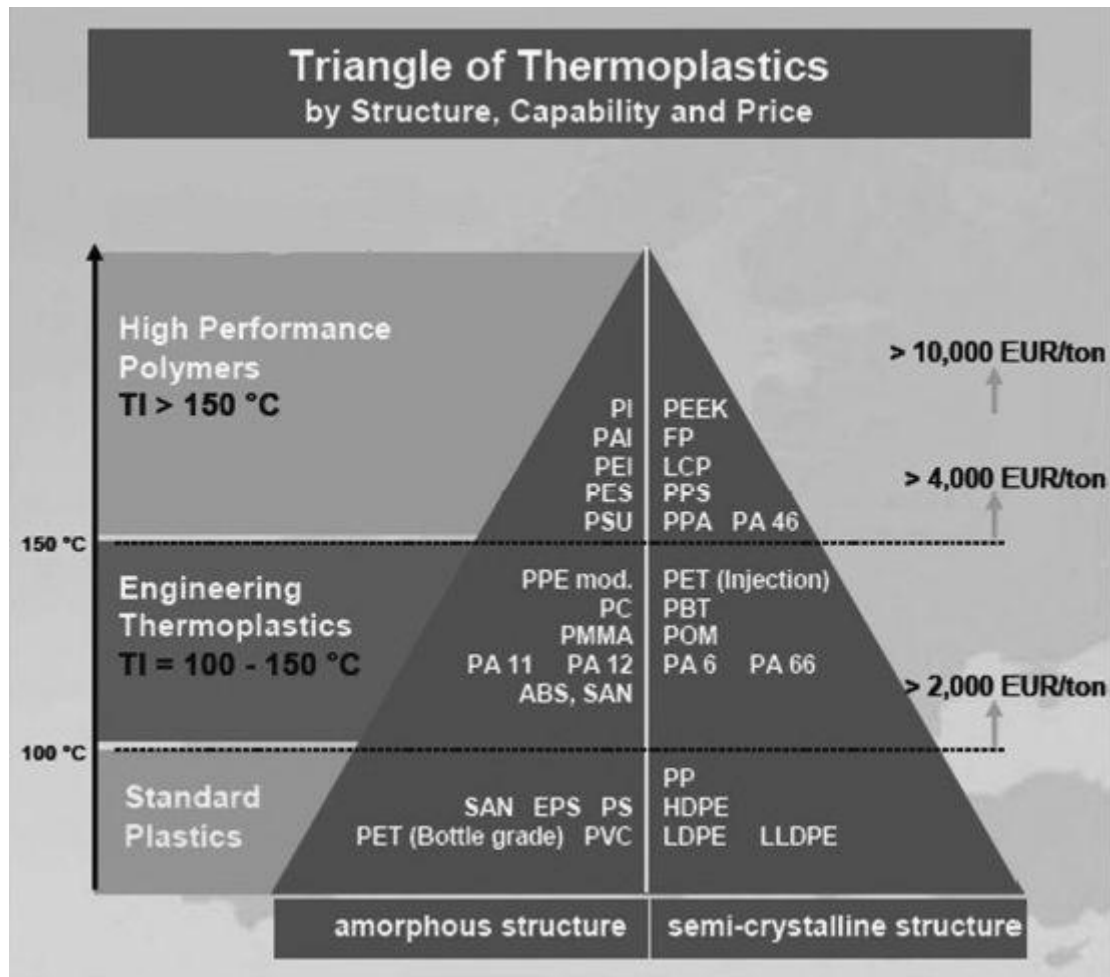 Triangle of Thermoplastics
by Structure, Capability and Price
High Performance
Polymers
TI > 150 °C
> 10,000 EUR/ton
PI PEEK
PAI FP
PEI LCP
> 4,000 EUR/ton
PES PPS
PSU PPA PA 46
150 °C
Engineering
Thermoplastics
TI = 100 - 150 °C
PPE mod. PET (Injection)
PC PBT
PMMA POM
PA 11 PA 12 PA 6 PA 66
ABS, SAN
> 2,000 EUR/ton
100 °C
Standard
Plastics
PP
SAN EPS PS HDPE
PET (Bottle grade) PVC LDPE LLDPE
amorphous structure semi-crystalline structure